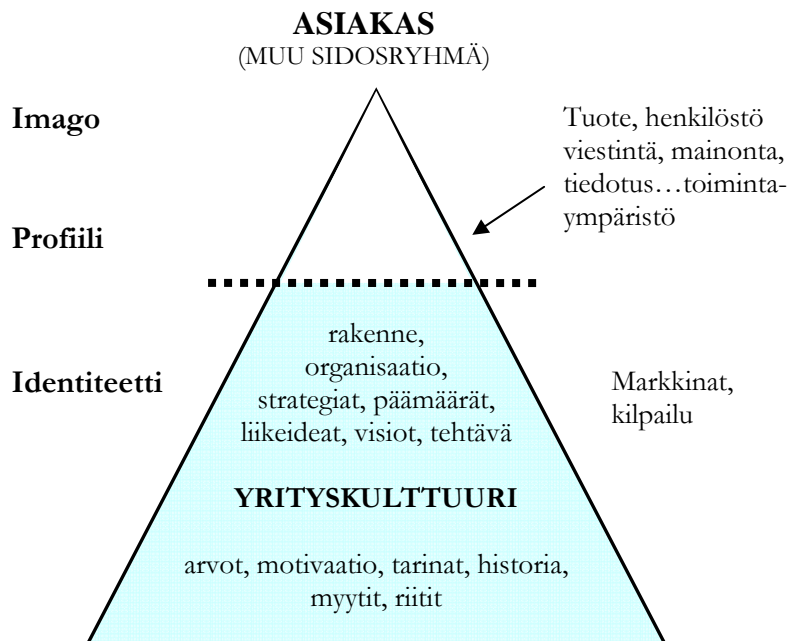 ASIAKAS
(MUU SIDOSRYHMÄ)
Imago
Tuote, henkilöstö
viestintä, mainonta,
tiedotus…toiminta-
ympäristö
Profiili
rakenne,
organisaatio,
strategiat, päämäärät,
liikeideat, visiot, tehtävä
Identiteetti
Markkinat,
kilpailu
YRITYSKULTTUURI
arvot, motivaatio, tarinat, historia,
myytit, riitit